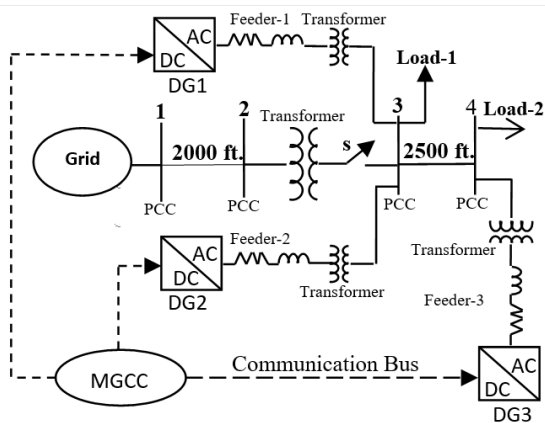 Feeder-1 Transformer
AC
DC
DG1
Load-1
1
2
Transformer
3
4
Load-2
s
Grid
2000 ft.
2500 ft.
PCC
PCC
PCC
PCC
Feeder-2
AC
DC
DG2
Transformer
Transformer
Feeder-3
MGCC
Communication Bus
AC
DC
DG3